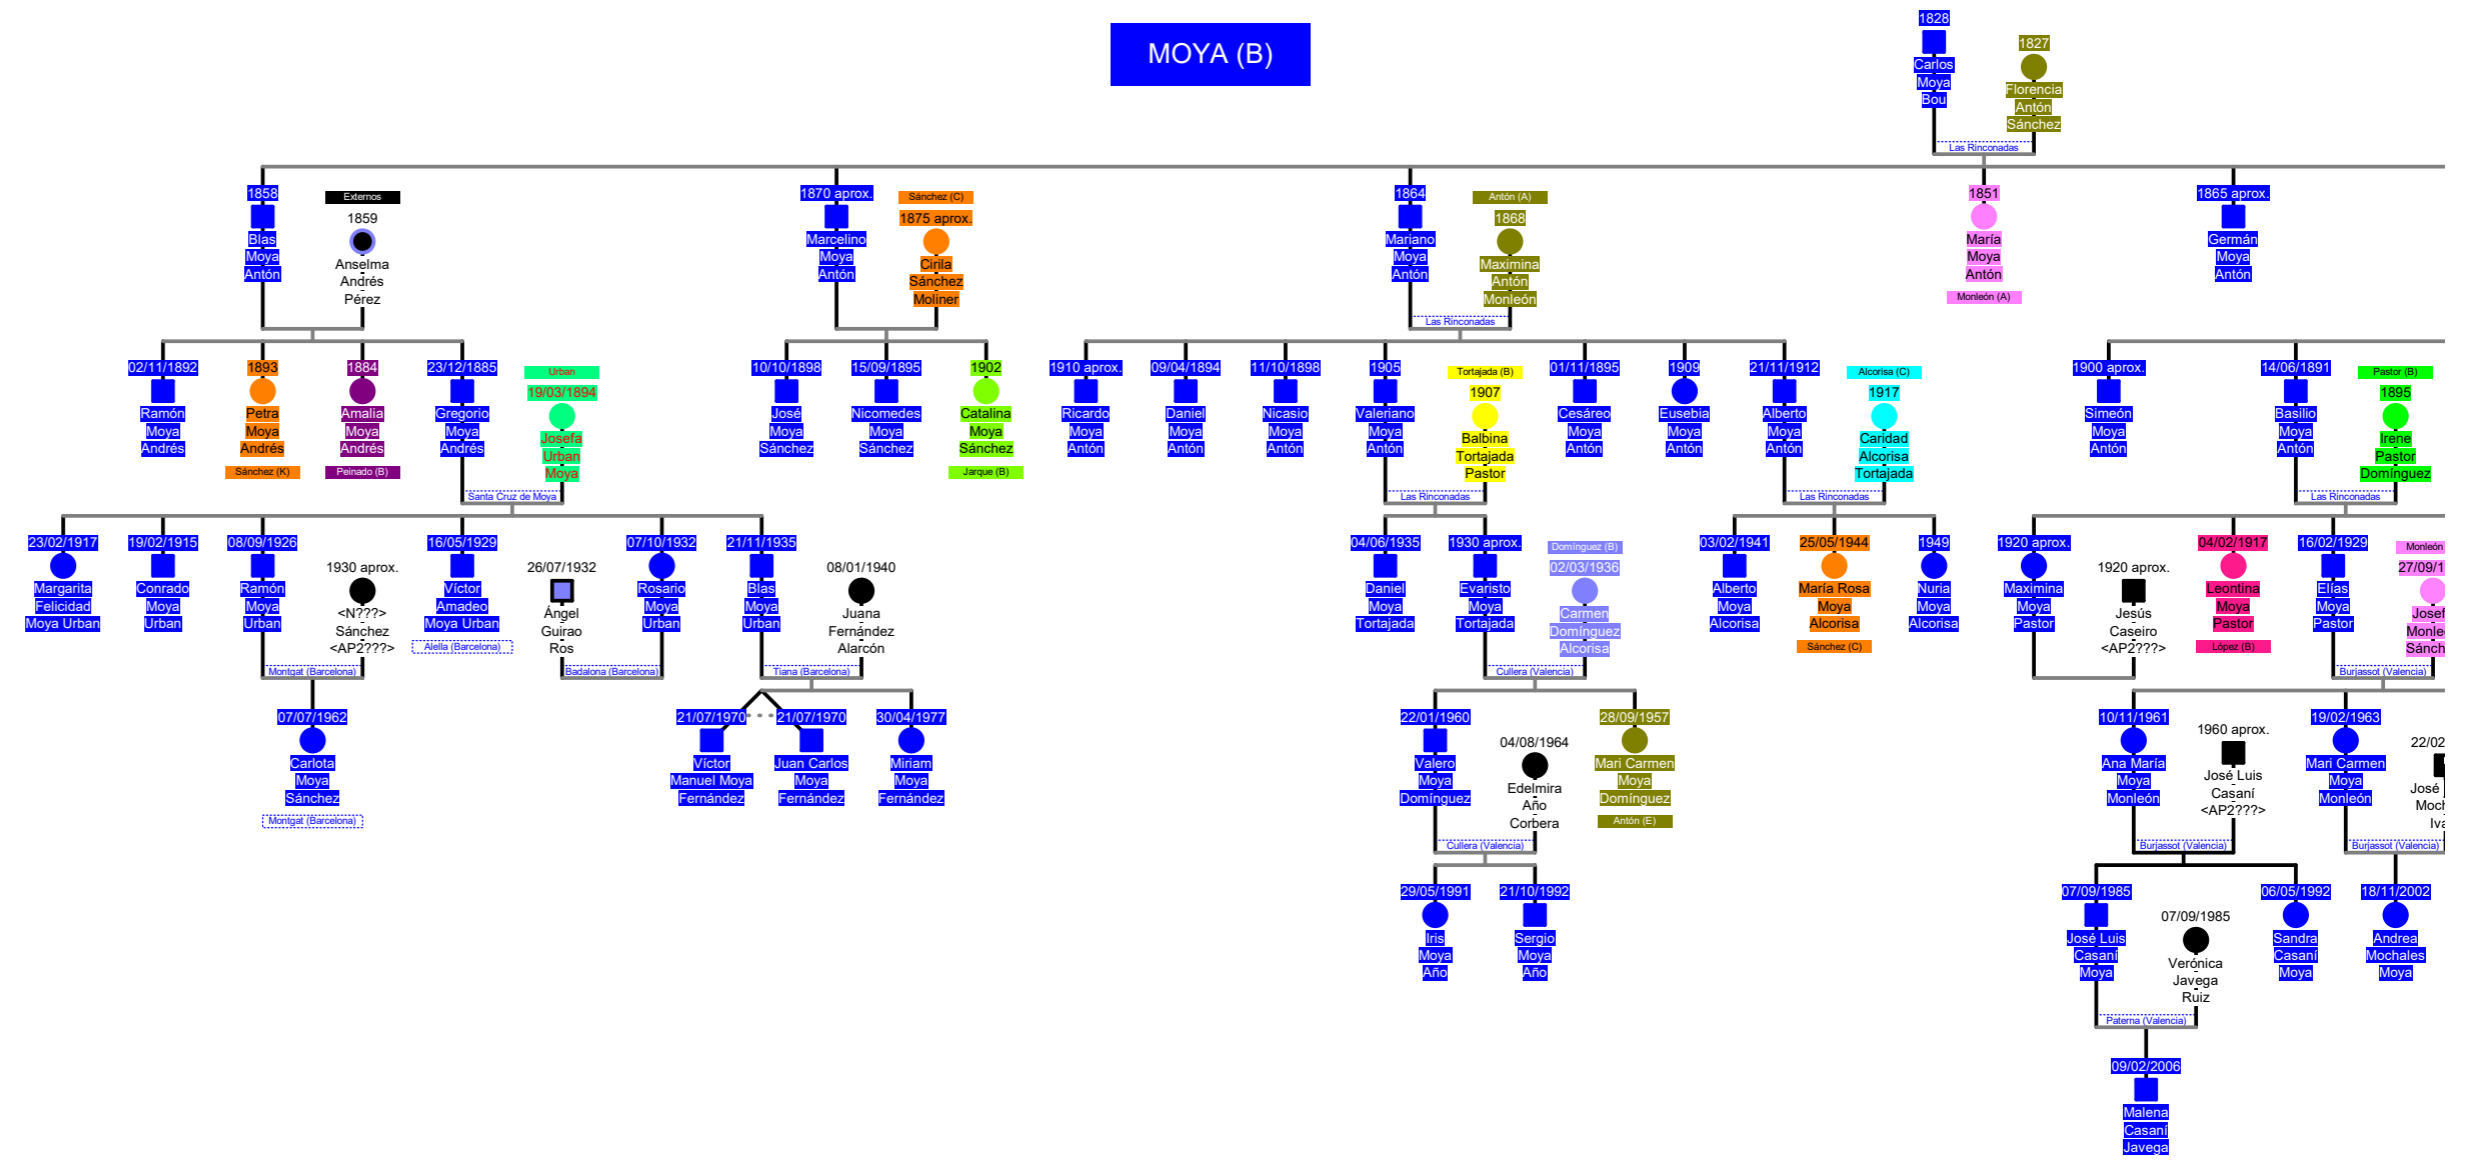 MOYA (B)
1828
Carlos
Moya
Bou
1827
Florencia
Antón
Sánchez
Las Rinconadas
1858
Blas
Moya
Antón
Externos
1859
Anselma
Andrés
Pérez
1870 aprox.
Marcelino
Moya
Antón
Sánchez (C)
1875 aprox.
Cirila
Sánchez
Moliner
1864
Mariano
Moya
Antón
Antón (A)
1868
Maximina
Antón
Monleón
Las Rinconadas
1851
María
Moya
Antón
Monleón (A)
1865 aprox.
Germán
Moya
Antón
02/11/1892
Ramón
Moya
Andrés
1893
Petra
Moya
Andrés
Sánchez (K)
1884
Amalia
Moya
Andrés
Peinado (B)
23/12/1885
Gregorio
Moya
Andrés
Urban
19/03/1894
Josefa
Urban
Moya
Santa Cruz de Moya
10/10/1898
José
Moya
Sánchez
15/09/1895
Nicomedes
Moya
Sánchez
1902
Catalina
Moya
Sánchez
Jarque (B)
1910 aprox.
Ricardo
Moya
Antón
09/04/1894
Daniel
Moya
Antón
11/10/1898
Nicasio
Moya
Antón
1905
Valeriano
Moya
Antón
Tortajada (B)
1907
Balbina
Tortajada
Pastor
Las Rinconadas
01/11/1895
Cesáreo
Moya
Antón
1909
Eusebia
Moya
Antón
21/11/1912
Alberto
Moya
Antón
Alcorisa (C)
1917
Caridad
Alcorisa
Tortajada
Las Rinconadas
1900 aprox.
Simeón
Moya
Antón
14/06/1891
Basilio
Moya
Antón
Pastor (B)
1895
Irene
Pastor
Domínguez
Las Rinconadas
23/02/1917
Margarita
Felicidad
Moya Urban
19/02/1915
Conrado
Moya
Urban
08/09/1926
Ramón
Moya
Urban
1930 aprox.
<N???>
Sánchez
<AP2???>
Montgat (Barcelona)
16/05/1929
Víctor
Amadeo
Moya Urban
Alella (Barcelona)
26/07/1932
Ángel
Guirao
Ros
07/10/1932
Rosario
Moya
Urban
Badalona (Barcelona)
21/11/1935
Blas
Moya
Urban
08/01/1940
Juana
Fernández
Alarcón
Tiana (Barcelona)
04/06/1935
Daniel
Moya
Tortajada
1930 aprox.
Evaristo
Moya
Tortajada
Domínguez (B)
02/03/1936
Carmen
Domínguez
Alcorisa
Cullera (Valencia)
03/02/1941
Alberto
Moya
Alcorisa
25/05/1944
María Rosa
Moya
Alcorisa
Sánchez (C)
1949
Nuria
Moya
Alcorisa
1920 aprox.
Maximina
Moya
Pastor
1920 aprox.
Jesús
Caseiro
<AP2???>
04/02/1917
Leontina
Moya
Pastor
López (B)
16/02/1929
Elías
Moya
Pastor
Monleón
27/09/1
Josef
Monle
Sánch
Burjassot (Valencia)
07/07/1962
Carlota
Moya
Sánchez
Montgat (Barcelona)
21/07/1970
Víctor
Manuel Moya
Fernández
21/07/1970
Juan Carlos
Moya
Fernández
30/04/1977
Miriam
Moya
Fernández
22/01/1960
Valero
Moya
Domínguez
04/08/1964
Edelmira
Año
Corbera
Cullera (Valencia)
28/09/1957
Mari Carmen
Moya
Domínguez
Antón (E)
10/11/1961
Ana María
Moya
Monleón
1960 aprox.
José Luis
Casaní
<AP2???>
Burjassot (Valencia)
19/02/1963
Mari Carmen
Moya
Monleón
22/02
José
Moch
Iva
Burjassot (Valencia)
29/05/1991
Iris
Moya
Año
21/10/1992
Sergio
Moya
Año
07/09/1985
José Luis
Casaní
Moya
07/09/1985
Verónica
Javega
Ruiz
Paterna (Valencia)
06/05/1992
Sandra
Casaní
Moya
18/11/2002
Andrea
Mochales
Moya
09/02/2006
Malena
Casaní
Javega